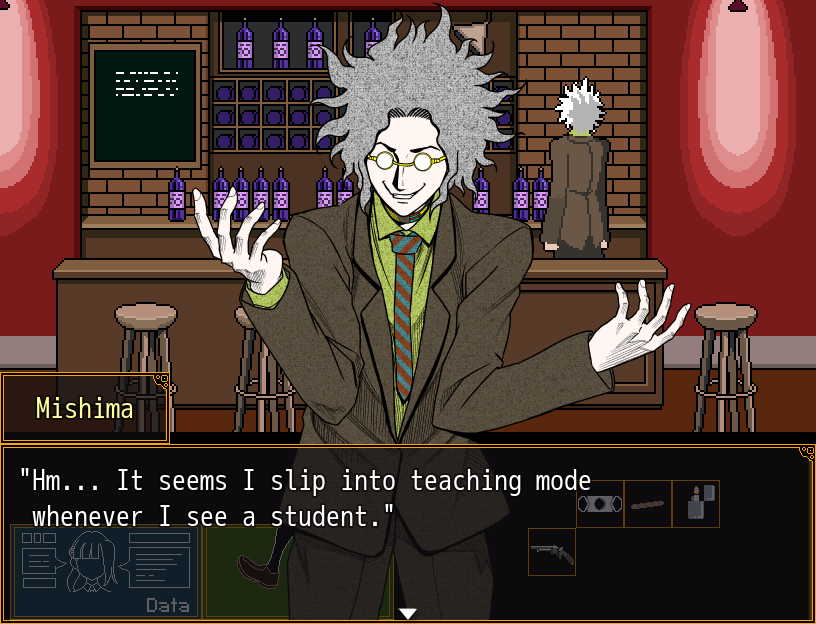 Mishima
"Hm... It seems I slip into teaching mode
whenever I see a student."
Data